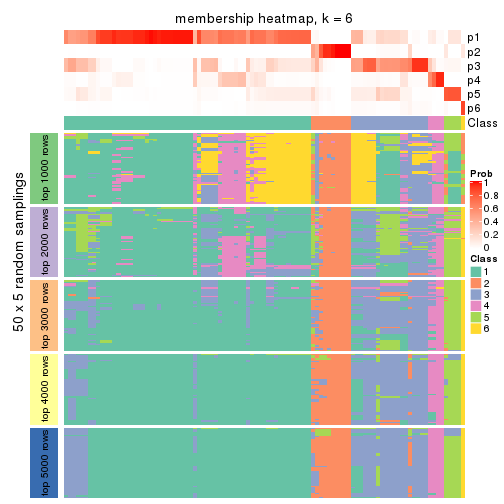 membership heatmap, k = 6
p1
p2
p3
p4
p5
p6
Class
50 x 5 random samplings
top 1000 rows
top 2000 rows
top 3000 rows
top 4000 rows
top 5000 rows
Prob
1
0.8
0.6
0.4
0.2
0
Class
1
2
3
4
5
6